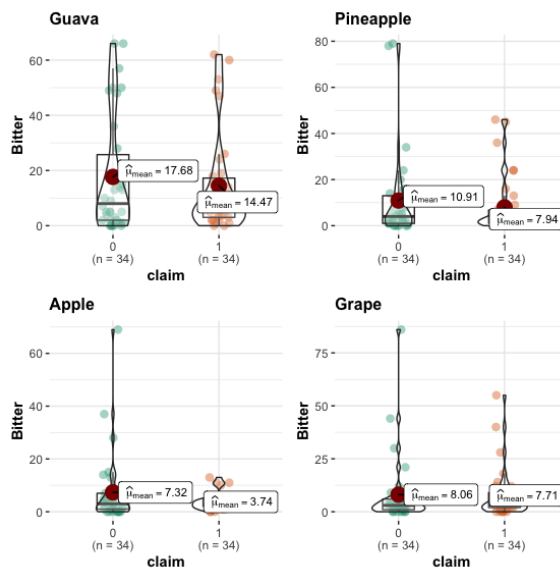 Guava
Bitter
60
40
20
0
μ̂mean = 17.68
μ̂mean = 14.47
0
(n = 34)
1
(n = 34)
claim
Pineapple
Bitter
80
60
40
20
0
μ̂mean = 10.91
μ̂mean = 7.94
0
(n = 34)
1
(n = 34)
claim
Apple
Bitter
60
40
20
0
μ̂mean = 7.32
μ̂mean = 3.74
0
(n = 34)
1
(n = 34)
claim
Grape
Bitter
75
50
25
0
μ̂mean = 8.06
μ̂mean = 7.71
0
(n = 34)
1
(n = 34)
claim